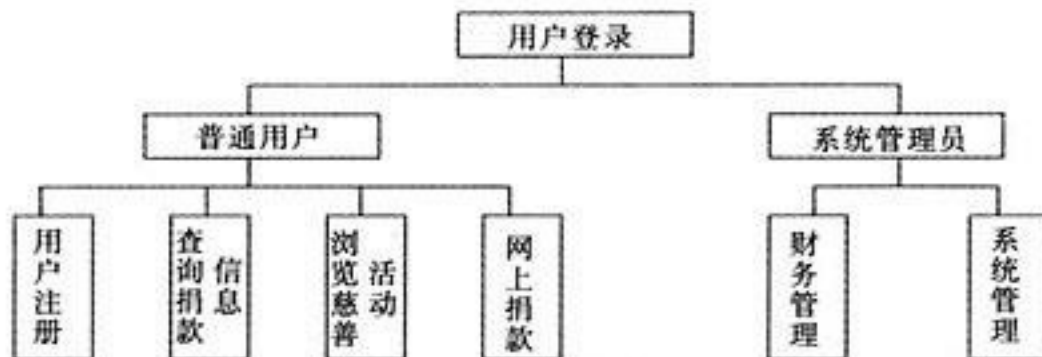 用户登录
普通用户
系统管理员
用户注册
查询捐款
信息
浏览慈善
活动
网上捐款
财务管理
系统管理